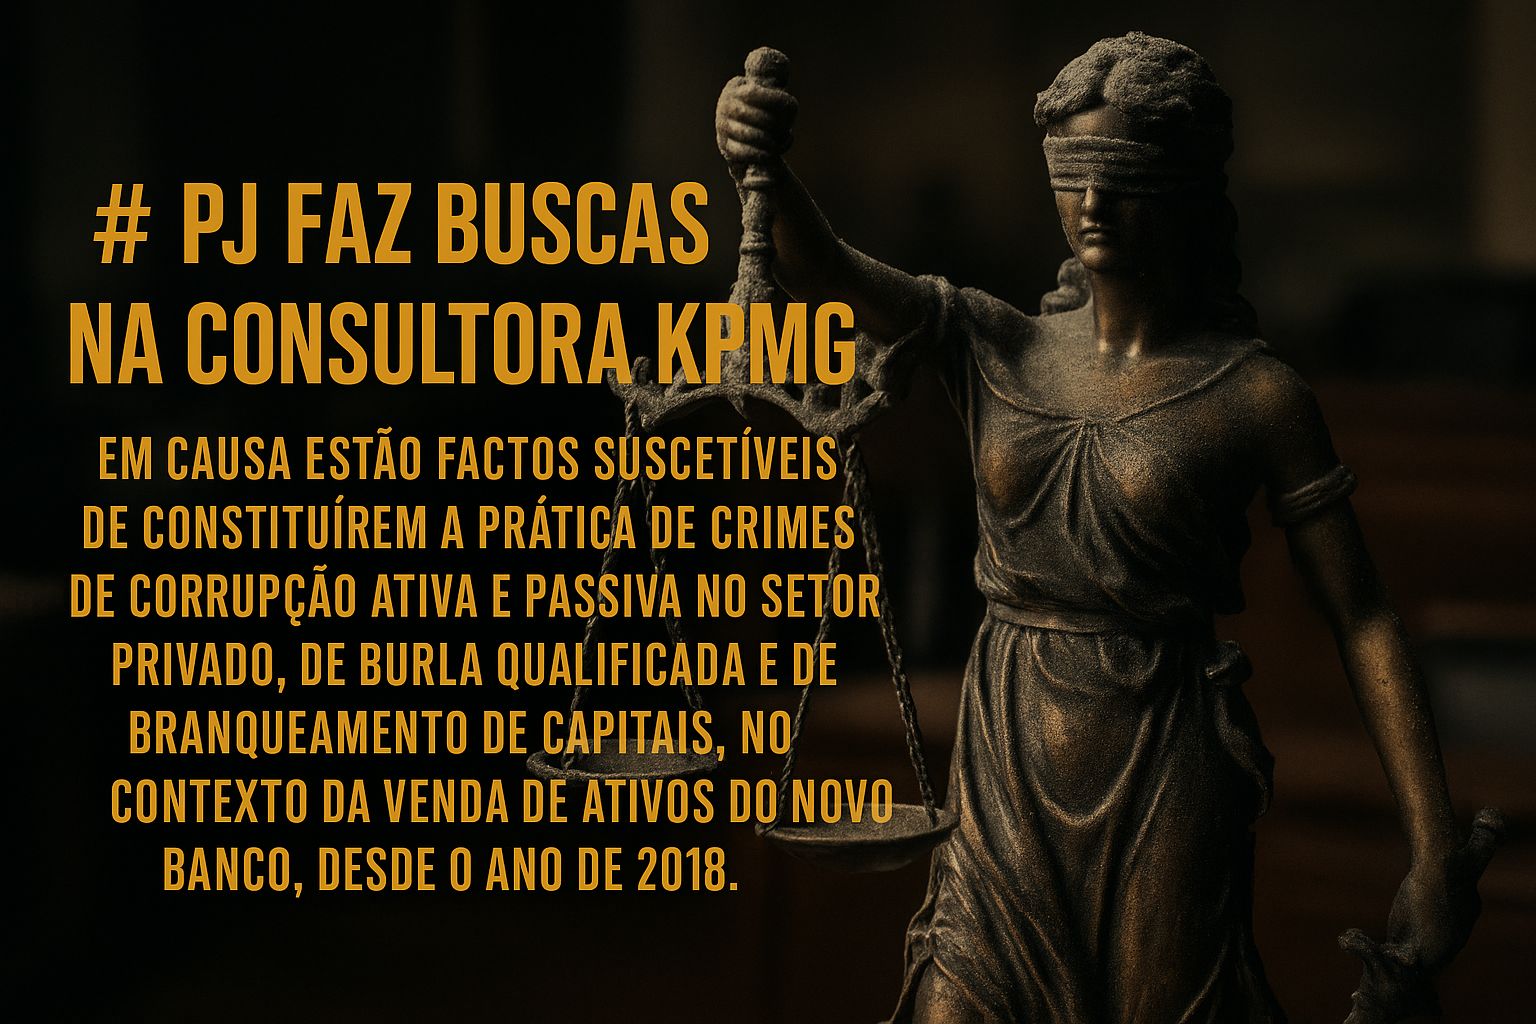 # PJ FAZ BUSCAS
NA CONSULTORA KPMG
EM CAUSA ESTÃO FACTOS SUSCETÍVEIS
DE CONSTITUÍREM A PRÁTICA DE CRIMES
DE CORRUPÇÃO ATIVA E PASSIVA NO SETOR
PRIVADO, DE BURLA QUALIFICADA E DE
BRANQUEAMENTO DE CAPITAIS, NO
CONTEXTO DA VENDA DE ATIVOS DO NOVO
BANCO, DESDE O ANO DE 2018.